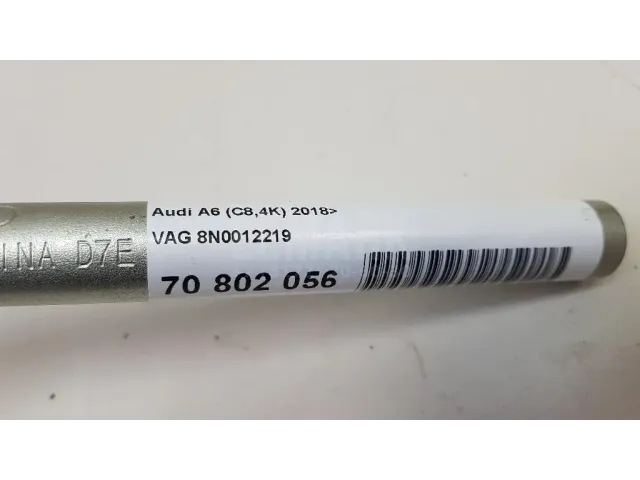 Audi A6 (C8,4K) 2018>
VAG 8N0012219
70 802 056
INA D7E